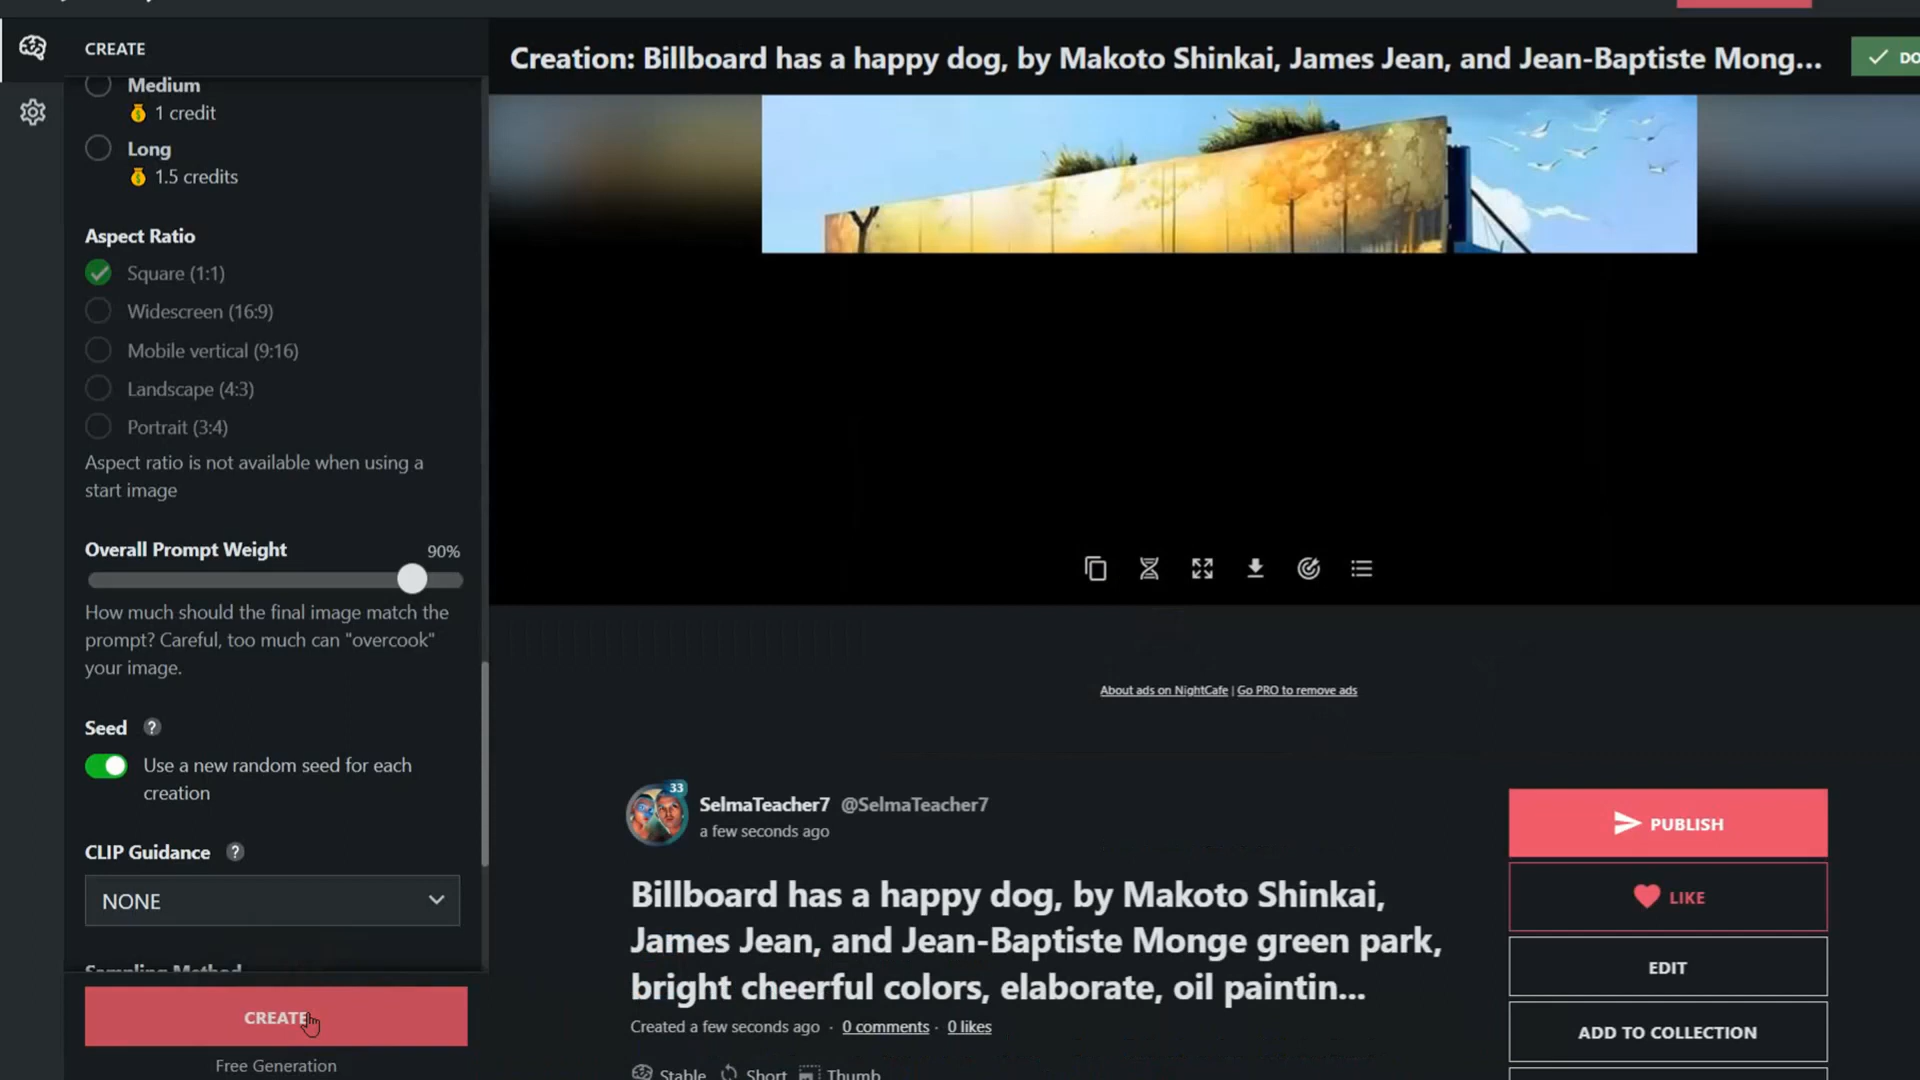 CREATE
Creation: Billboard has a happy dog, by Makoto Shinkai, James Jean, and Jean-Baptiste Mong...
Medium
1 credit
Long
1.5 credits
Aspect Ratio
Square (1:1)
Widescreen (16:9)
Mobile vertical (9:16)
Landscape (4:3)
Portrait (3:4)
Aspect ratio is not available when using a
start image
Overall Prompt Weight 90%
How much should the final image match the
prompt? Careful, too much can "overcook"
your image.
Seed ?
Use a new random seed for each
creation
CLIP Guidance ?
NONE
Sampling Method
CREATE
Free Generation
About ads on NightCafe | Go PRO to remove ads
33
SelmaTeacher7 @SelmaTeacher7
a few seconds ago
Billboard has a happy dog, by Makoto Shinkai,
James Jean, and Jean-Baptiste Monge green park,
bright cheerful colors, elaborate, oil paintin...
Created a few seconds ago · 0 comments · 0 likes
Stable Short Thumb
PUBLISH
LIKE
EDIT
ADD TO COLLECTION